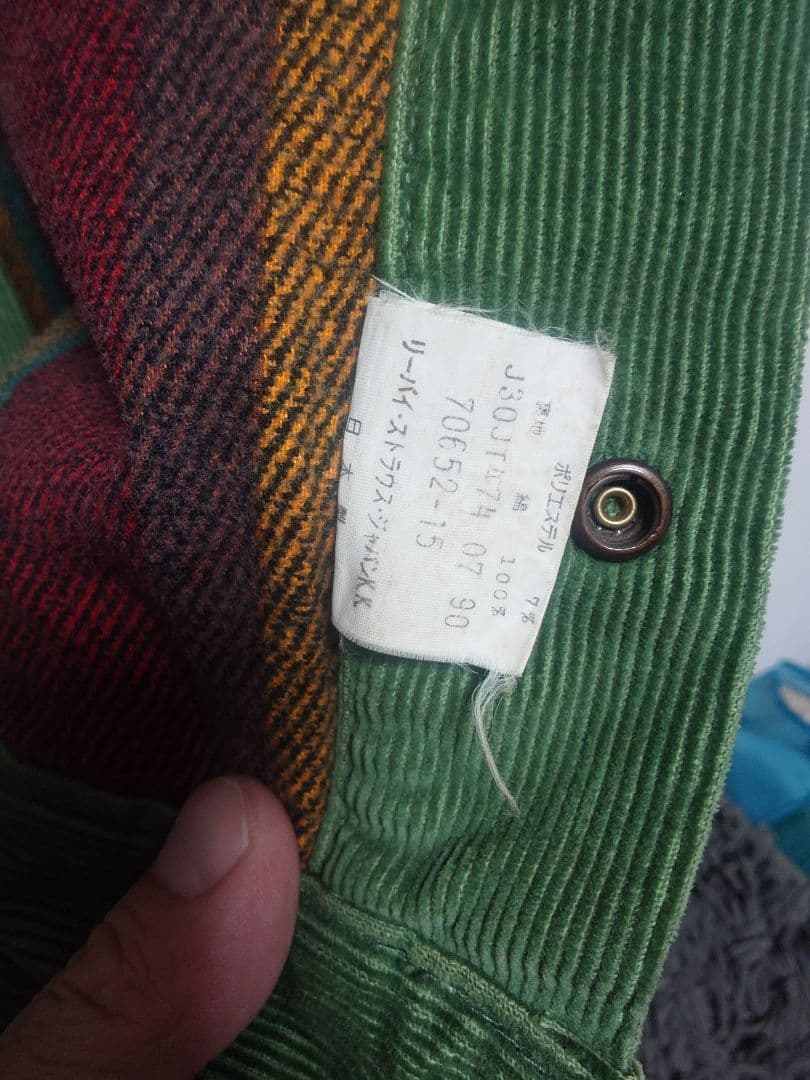 ポリエステル 7%
裏地 綿 100%
J30JT474 07 90
70652-15
リーバイ・ストラウス・ジャパンK.K
日本製